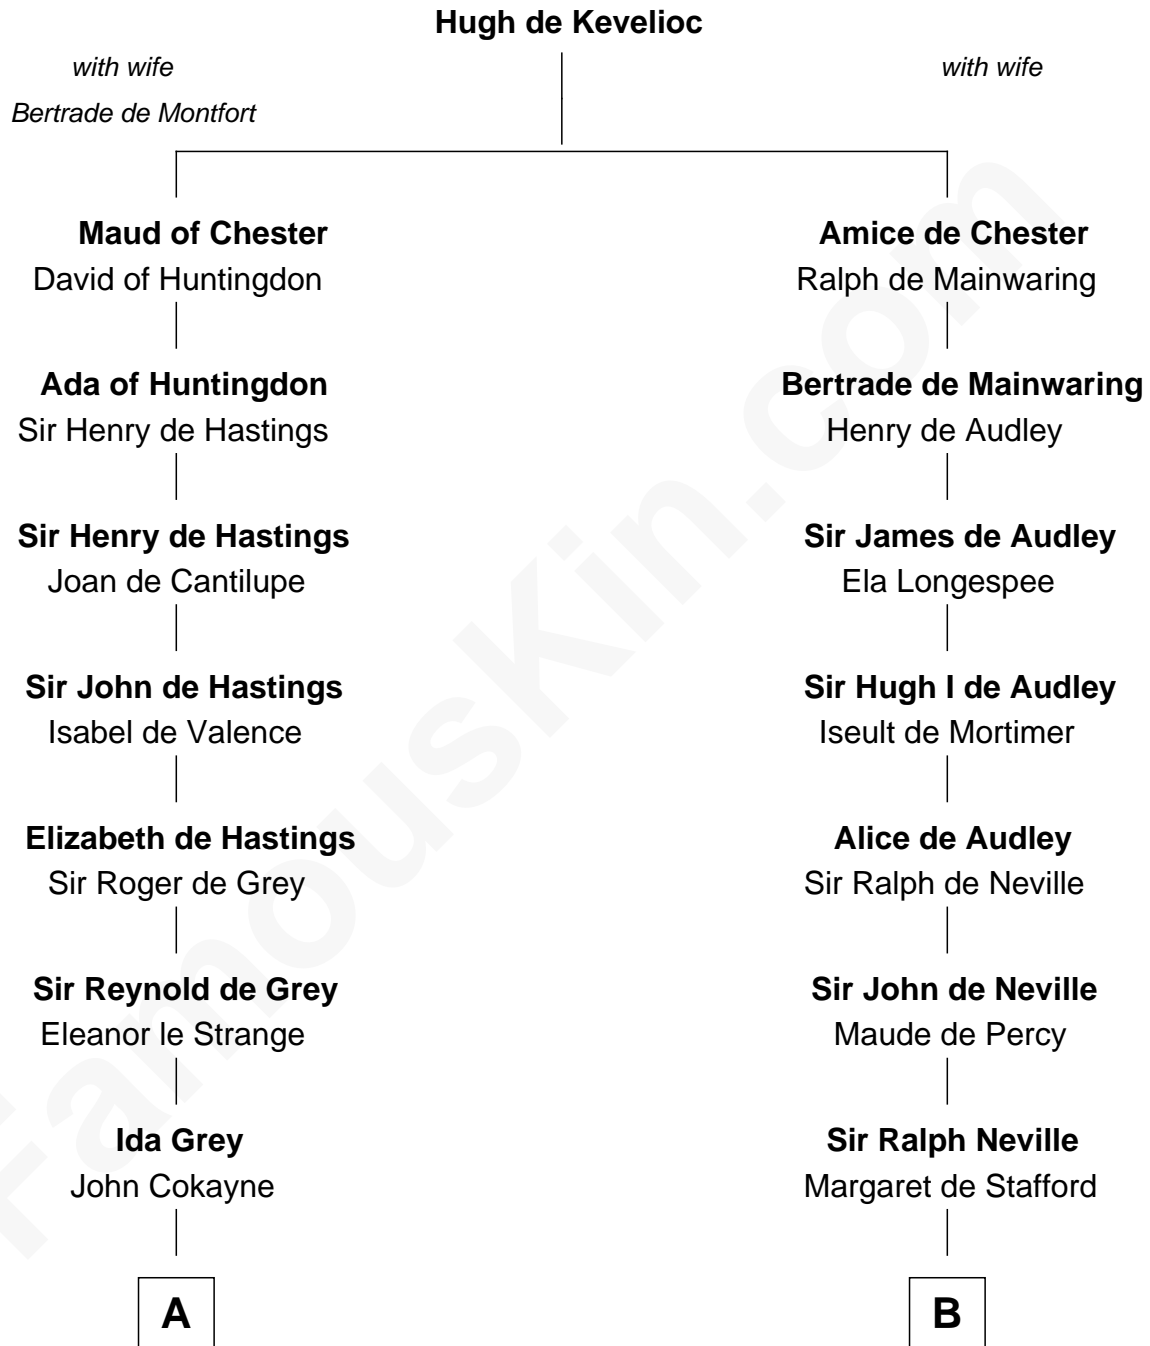 Hugh de Kevelioc
with wife
Bertrade de Montfort
with wife
Maud of Chester
David of Huntingdon
Amice de Chester
Ralph de Mainwaring
Ada of Huntingdon
Sir Henry de Hastings
Bertrade de Mainwaring
Henry de Audley
Sir Henry de Hastings
Joan de Cantilupe
Sir James de Audley
Ela Longespee
Sir John de Hastings
Isabel de Valence
Sir Hugh I de Audley
Iseult de Mortimer
Elizabeth de Hastings
Sir Roger de Grey
Alice de Audley
Sir Ralph de Neville
Sir Reynold de Grey
Eleanor le Strange
Sir John de Neville
Maude de Percy
Ida Grey
John Cokayne
Sir Ralph Neville
Margaret de Stafford
A
B
FamousKin.com